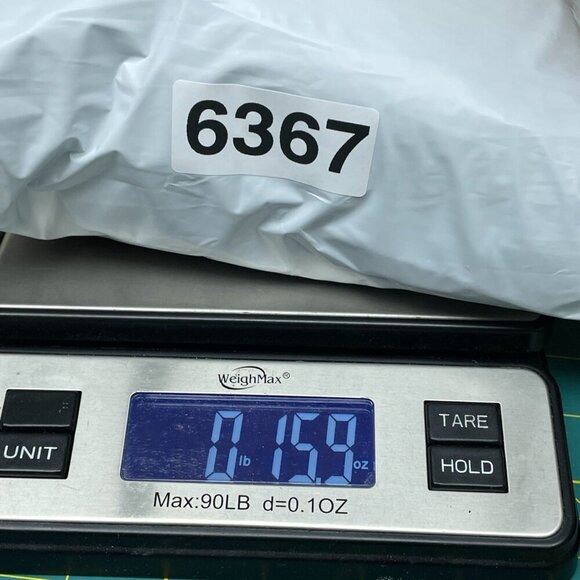 6367
WeighMax®
UNIT
0 lb 15.9 oz
TARE
HOLD
Max:90LB d=0.1OZ